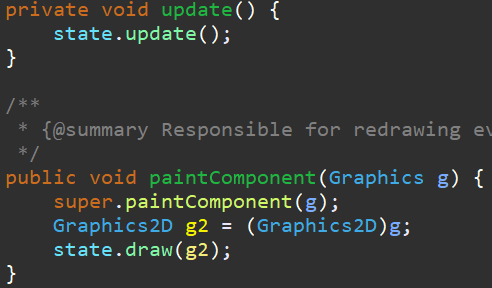 private void update() {
    state.update();
}

/**
 * {@summary Responsible for redrawing
 */
public void paintComponent(Graphics g) {
    super.paintComponent(g);
    Graphics2D g2 = (Graphics2D)g;
    state.draw(g2);
}